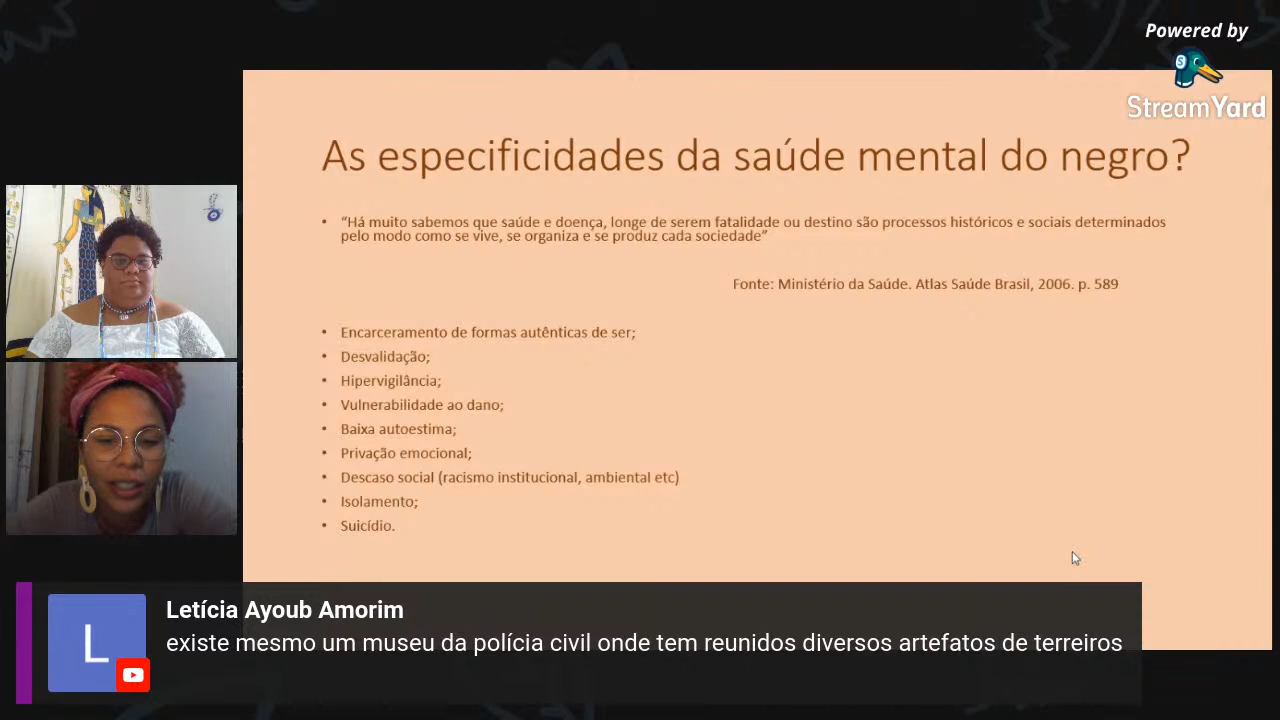 Powered by
StreamYard
As especificidades da saúde mental do negro?
• “Há muito sabemos que saúde e doença, longe de serem fatalidade ou destino são processos históricos e sociais determinados
pelo modo como se vive, se organiza e se produz cada sociedade”
Fonte: Ministério da Saúde. Atlas Saúde Brasil, 2006. p. 589
• Encarceramento de formas autênticas de ser;
• Desvalidação;
• Hipervigilância;
• Vulnerabilidade ao dano;
• Baixa autoestima;
• Privação emocional;
• Descaso social (racismo institucional, ambiental etc)
• Isolamento;
• Suicídio.
L
Letícia Ayoub Amorim
existe mesmo um museu da polícia civil onde tem reunidos diversos artefatos de terreiros